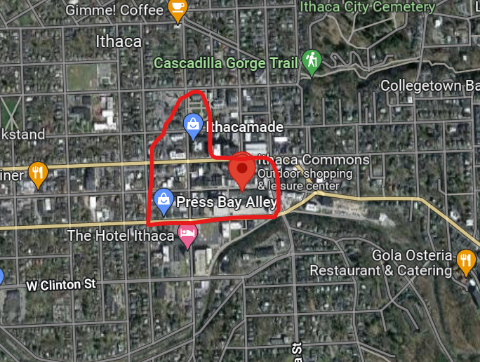 Gimme! Coffee
Ithaca City Cemetery
Ithaca
Cascadilla Gorge Trail
Collegetown Ba
Ithacamade
kstand
Ithaca Commons
Outdoor shopping
& leisure center
iner
Press Bay Alley
The Hotel Ithaca
Gola Osteria
Restaurant & Catering
W Clinton St
a St